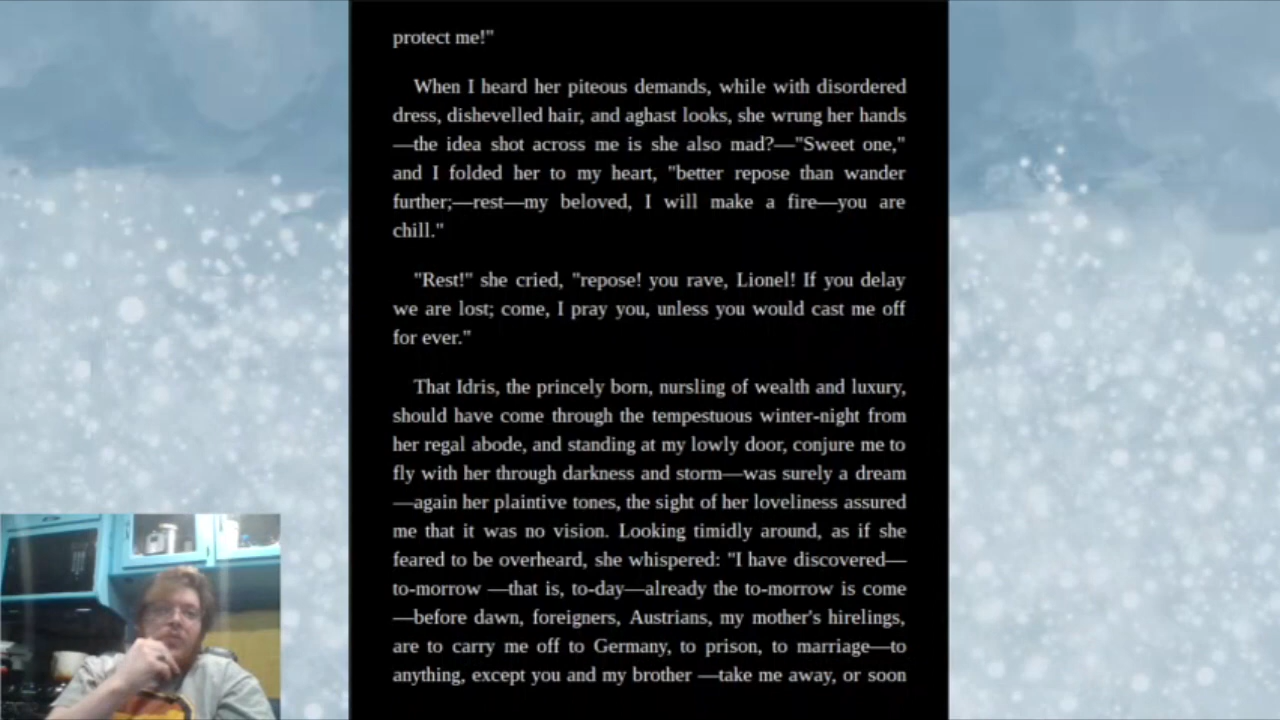 protect me!"
When I heard her piteous demands, while with disordered
dress, dishevelled hair, and aghast looks, she wrung her hands
—the idea shot across me is she also mad?—"Sweet one,"
and I folded her to my heart, "better repose than wander
further;—rest—my beloved, I will make a fire—you are
chill."
"Rest!" she cried, "repose! you rave, Lionel! If you delay
we are lost; come, I pray you, unless you would cast me off
for ever."
That Idris, the princely born, nursling of wealth and luxury,
should have come through the tempestuous winter-night from
her regal abode, and standing at my lowly door, conjure me to
fly with her through darkness and storm—was surely a dream
—again her plaintive tones, the sight of her loveliness assured
me that it was no vision. Looking timidly around, as if she
feared to be overheard, she whispered: "I have discovered—
to-morrow —that is, to-day—already the to-morrow is come
—before dawn, foreigners, Austrians, my mother's hirelings,
are to carry me off to Germany, to prison, to marriage—to
anything, except you and my brother —take me away, or soon